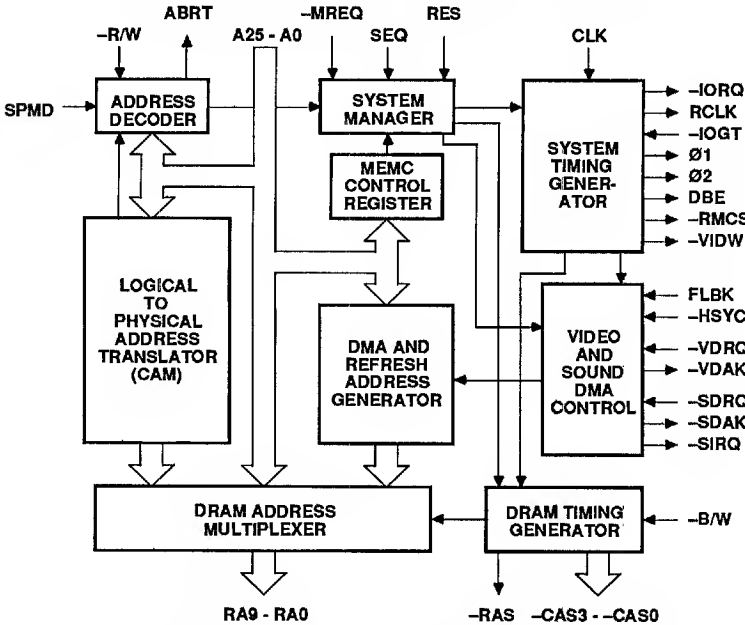 ABRT
–R/W
A25 - A0
–MREQ
SEQ
RES
CLK
SPMD
ADDRESS
DECODER
SYSTEM
MANAGER
SYSTEM
TIMING
GENER-
ATOR
–IORQ
RCLK
–IOGT
Ø1
Ø2
DBE
–RMCS
–VIDW
MEMC
CONTROL
REGISTER
LOGICAL
TO
PHYSICAL
ADDRESS
TRANSLATOR
(CAM)
DMA AND
REFRESH
ADDRESS
GENERATOR
VIDEO
AND
SOUND
DMA
CONTROL
FLBK
–HSYC
–VDRQ
–VDAK
–SDRQ
–SDAK
–SIRQ
DRAM ADDRESS
MULTIPLEXER
DRAM TIMING
GENERATOR
–B/W
RA9 - RA0
–RAS
–CAS3 - –CAS0